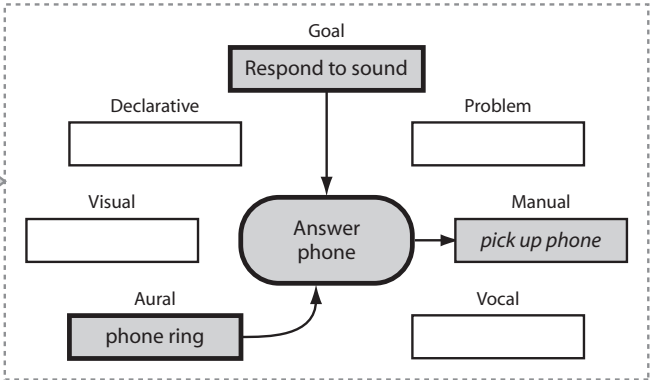 Goal
Respond to sound
Declarative
Problem
Visual
Answer
phone
Manual
pick up phone
Aural
phone ring
Vocal